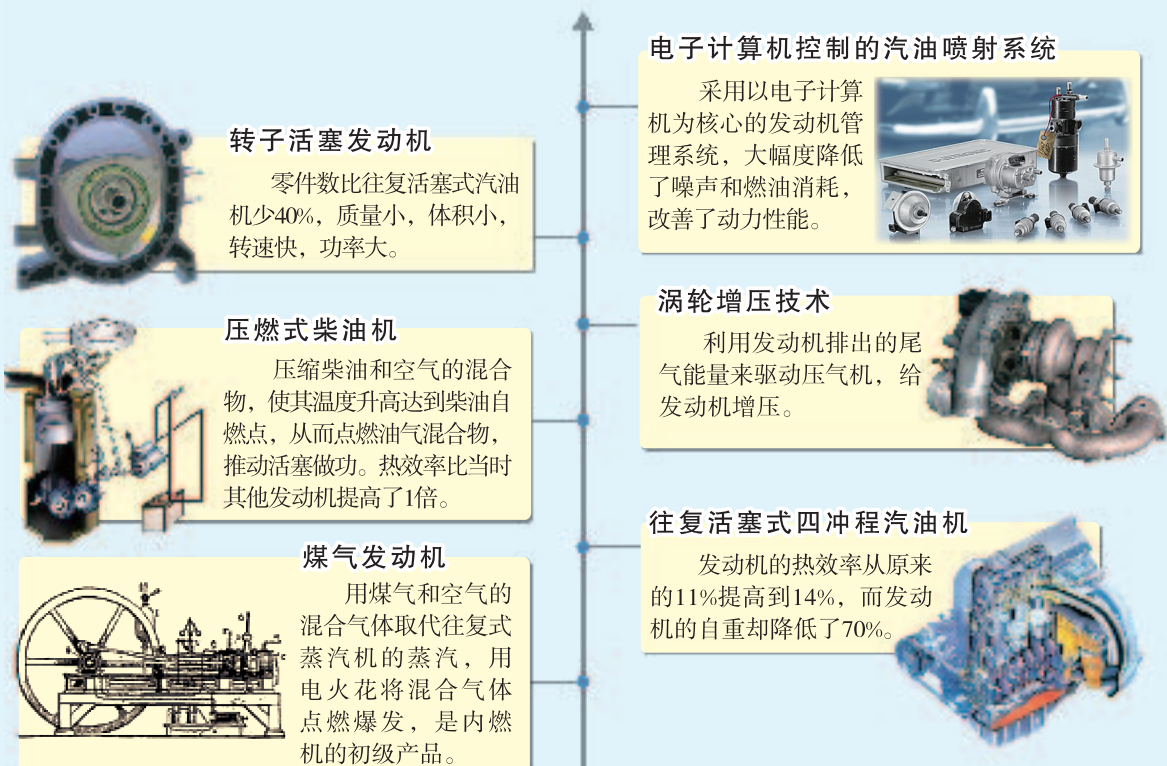 电子计算机控制的汽油喷射系统
采用以电子计算
机为核心的发动机管
理系统，大幅度降低
了噪声和燃油消耗，
改善了动力性能。
转子活塞发动机
零件数比往复活塞式汽油
机少40%，质量小，体积小，
转速快，功率大。
涡轮增压技术
利用发动机排出的尾
气能量来驱动压气机，给
发动机增压。
压燃式柴油机
压缩柴油和空气的混合
物，使其温度升高达到柴油自
燃点，从而点燃油气混合物，
推动活塞做功。热效率比当时
其他发动机提高了1倍。
往复活塞式四冲程汽油机
发动机的热效率从原来
的11%提高到14%，而发动
机的自重却降低了70%。
煤气发动机
用煤气和空气的
混合气体取代往复式
蒸汽机的蒸汽，用
电火花将混合气体
点燃爆发，是内燃
机的初级产品。